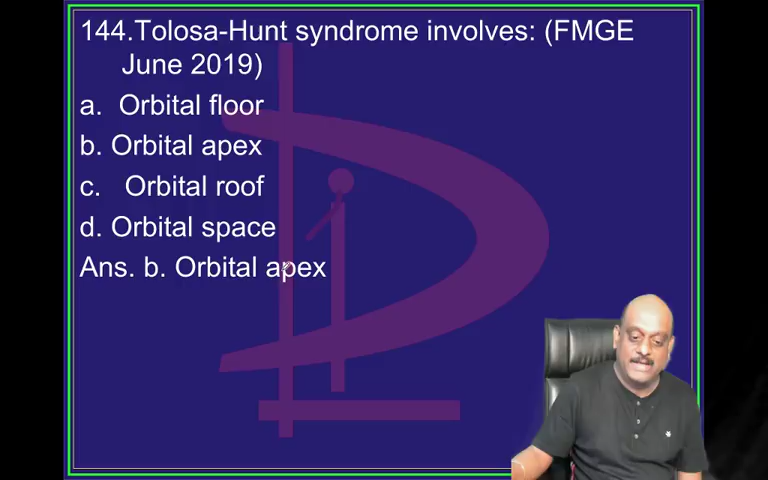 144.Tolosa-Hunt syndrome involves: (FMGE
June 2019)
a. Orbital floor
b. Orbital apex
c. Orbital roof
d. Orbital space
Ans. b. Orbital apex